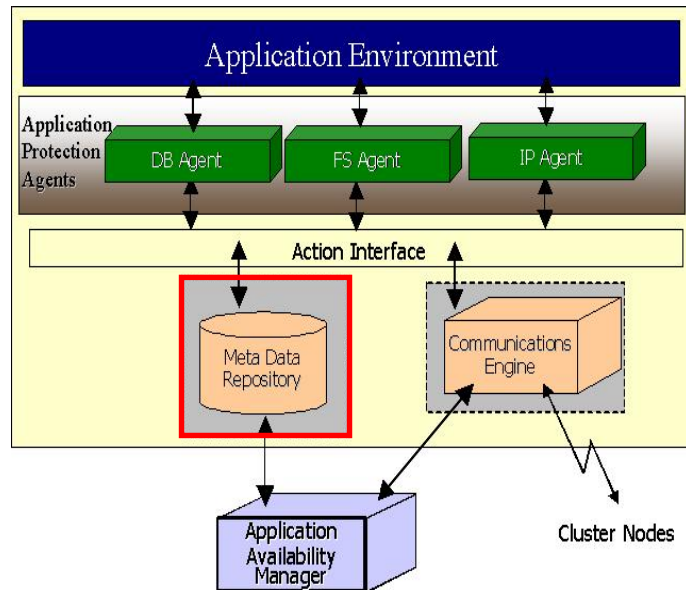 Application Environment
Application
Protection
Agents
DB Agent
FS Agent
IP Agent
Action Interface
Meta Data
Repository
Communications
Engine
Application
Availability
Manager
Cluster Nodes